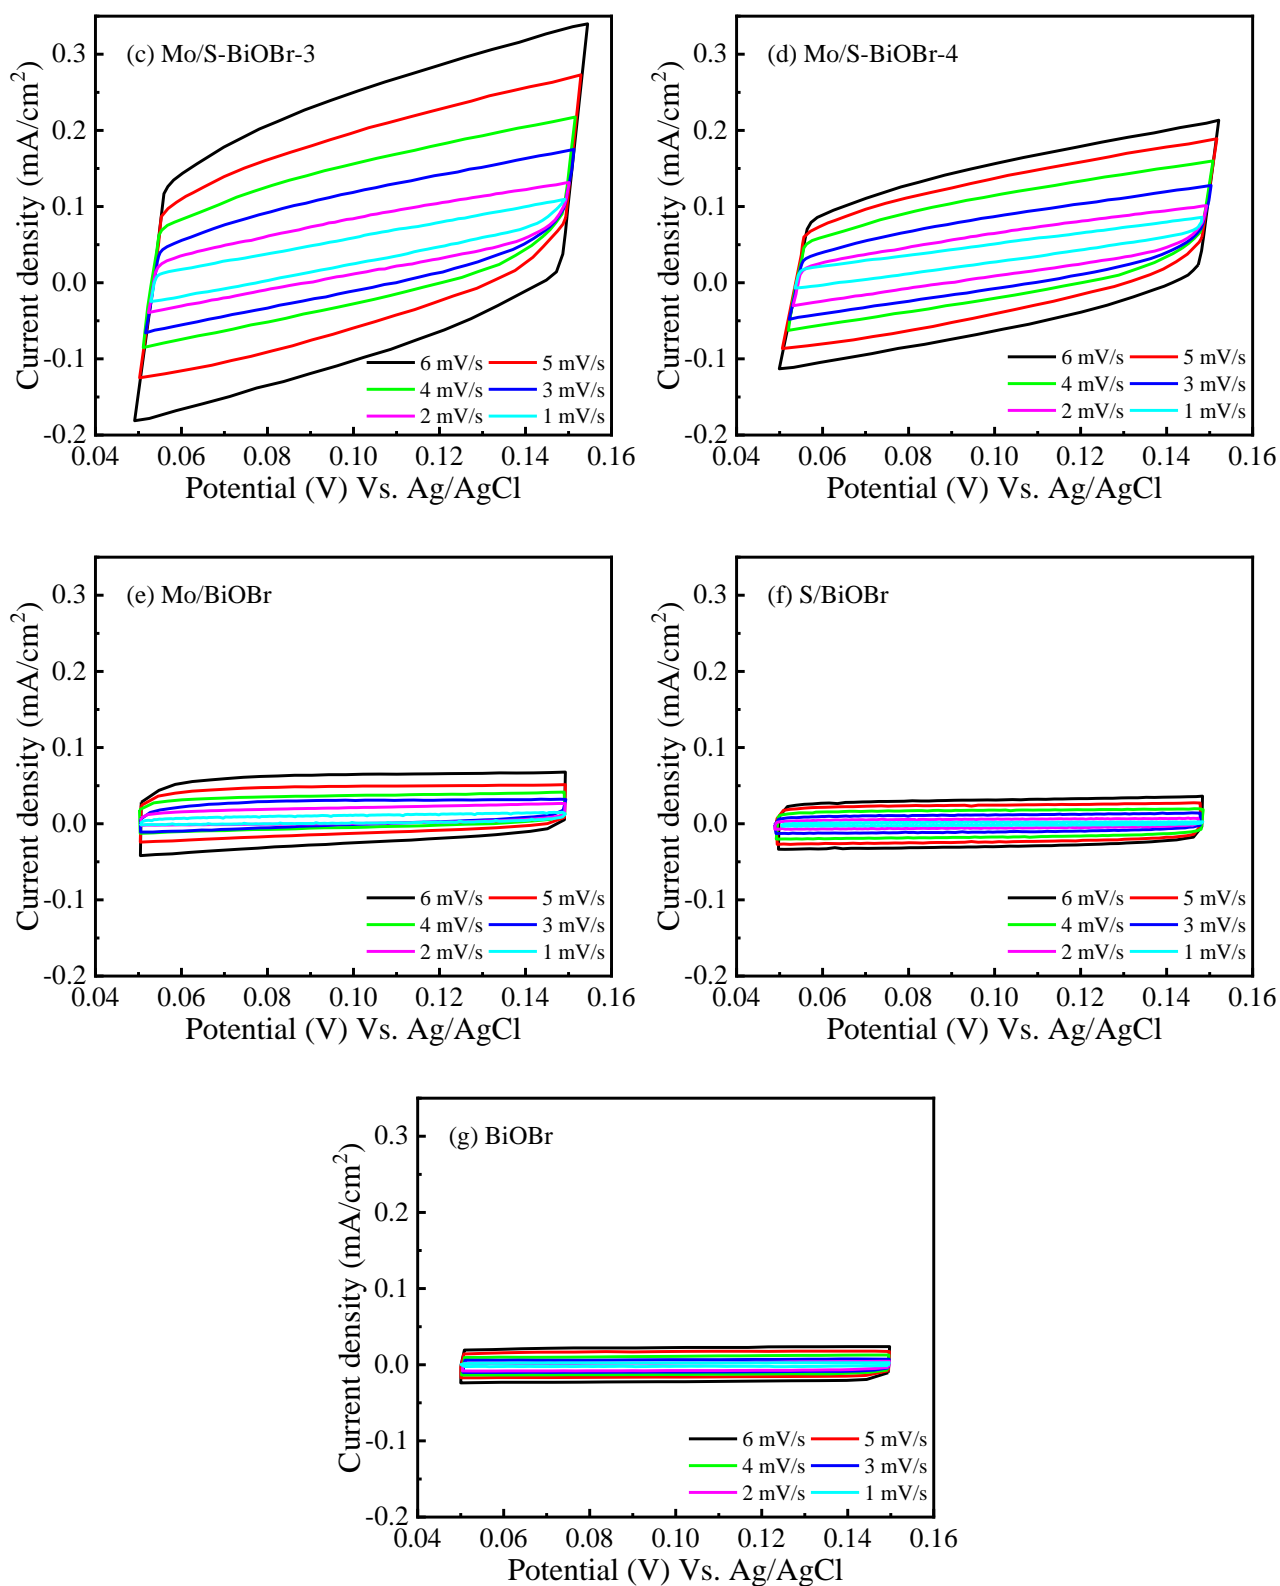 (c) Mo/S-BiOBr-3
Current density (mA/cm²)
0.3
0.2
0.1
0.0
-0.1
-0.2
6 mV/s 5 mV/s
4 mV/s 3 mV/s
2 mV/s 1 mV/s
0.04 0.06 0.08 0.10 0.12 0.14 0.16
Potential (V) Vs. Ag/AgCl
(d) Mo/S-BiOBr-4
Current density (mA/cm²)
0.3
0.2
0.1
0.0
-0.1
-0.2
6 mV/s 5 mV/s
4 mV/s 3 mV/s
2 mV/s 1 mV/s
0.04 0.06 0.08 0.10 0.12 0.14 0.16
Potential (V) Vs. Ag/AgCl
(e) Mo/BiOBr
Current density (mA/cm²)
0.3
0.2
0.1
0.0
-0.1
-0.2
6 mV/s 5 mV/s
4 mV/s 3 mV/s
2 mV/s 1 mV/s
0.04 0.06 0.08 0.10 0.12 0.14 0.16
Potential (V) Vs. Ag/AgCl
(f) S/BiOBr
Current density (mA/cm²)
0.3
0.2
0.1
0.0
-0.1
-0.2
6 mV/s 5 mV/s
4 mV/s 3 mV/s
2 mV/s 1 mV/s
0.04 0.06 0.08 0.10 0.12 0.14 0.16
Potential (V) Vs. Ag/AgCl
(g) BiOBr
Current density (mA/cm²)
0.3
0.2
0.1
0.0
-0.1
-0.2
6 mV/s 5 mV/s
4 mV/s 3 mV/s
2 mV/s 1 mV/s
0.04 0.06 0.08 0.10 0.12 0.14 0.16
Potential (V) Vs. Ag/AgCl